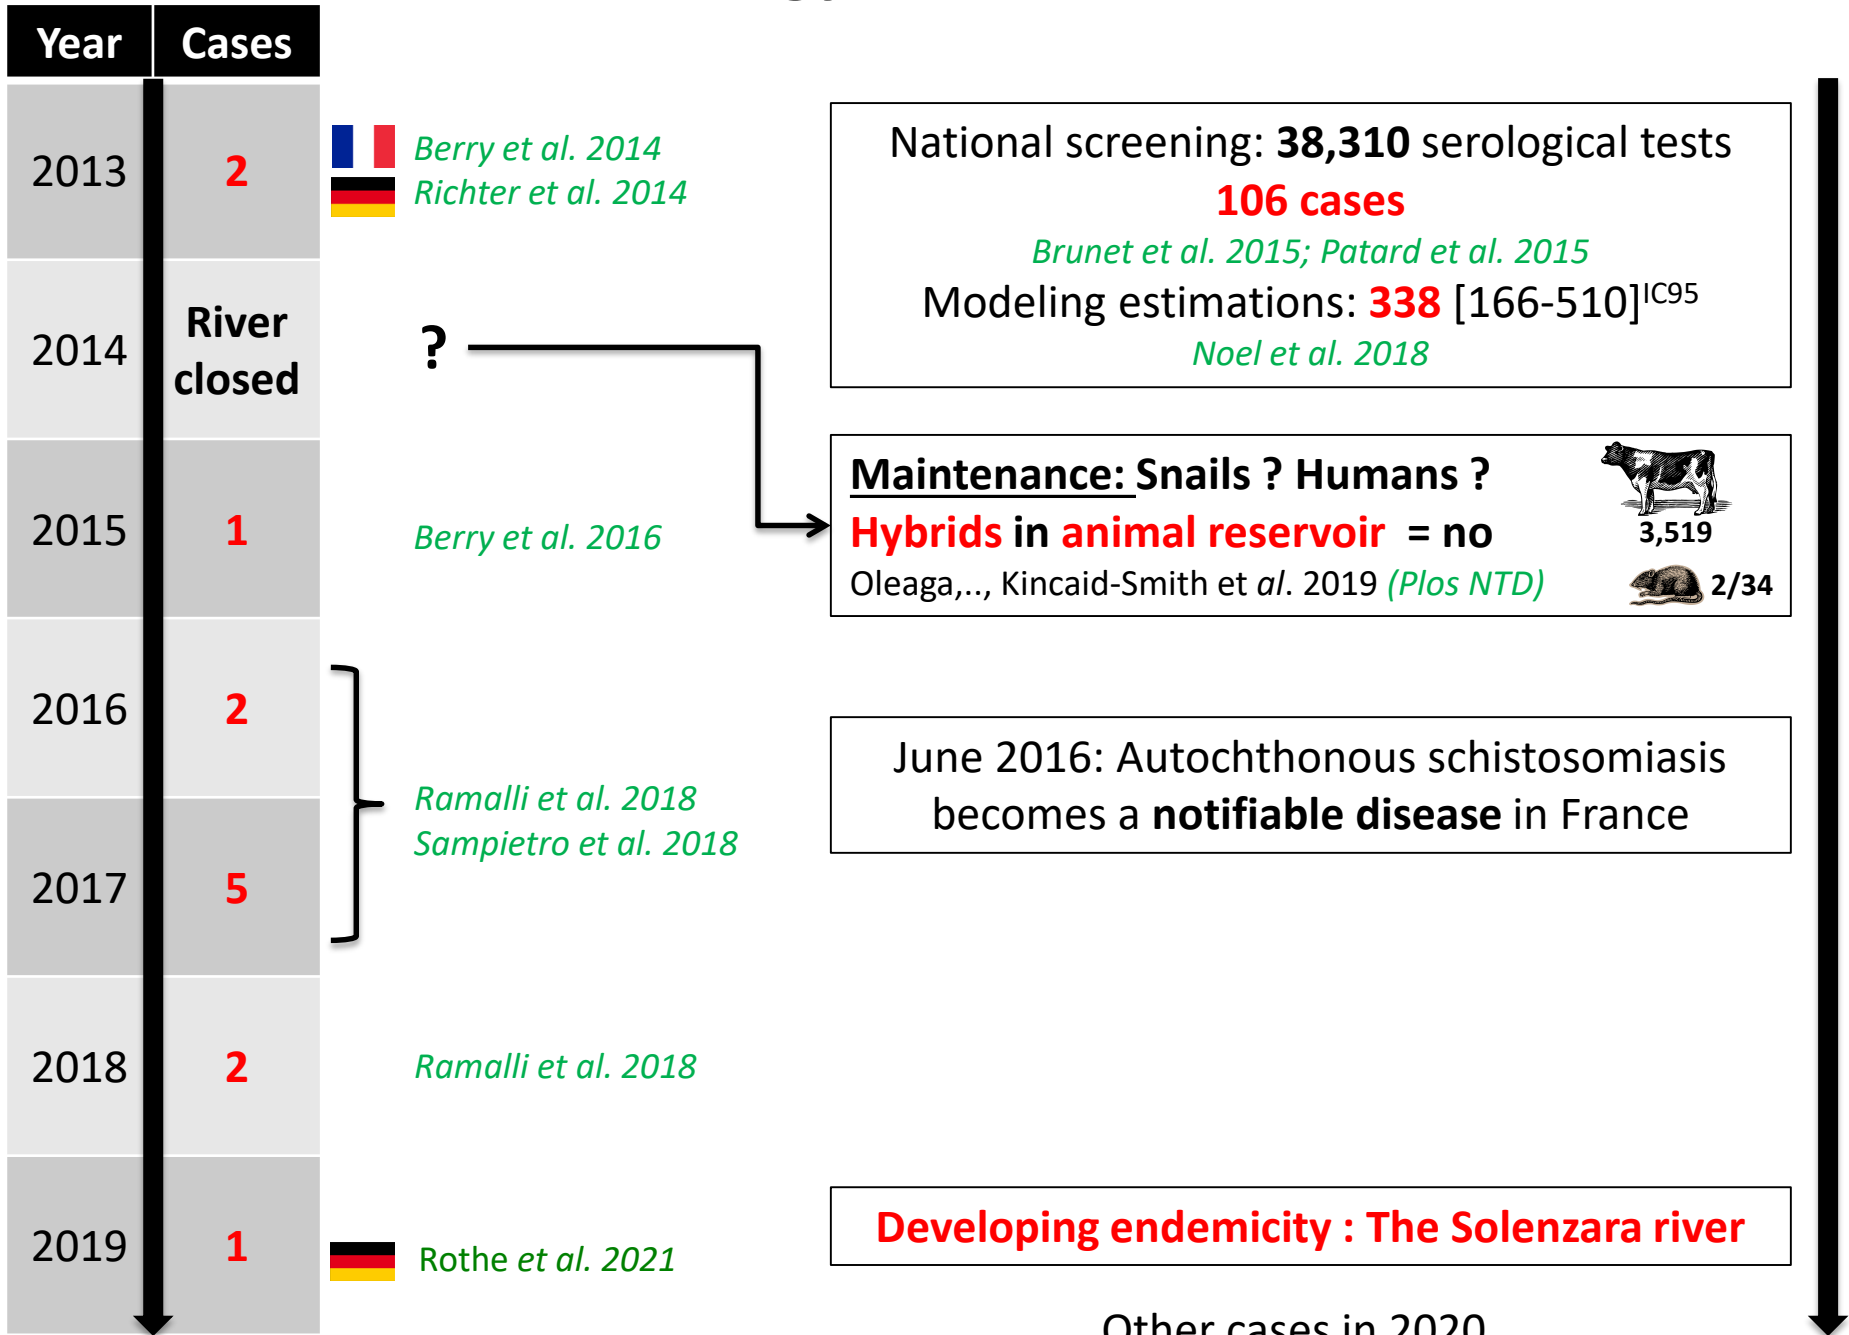 Year Cases
2013 2
Berry et al. 2014
Richter et al. 2014
2014 River closed
?
2015 1
Berry et al. 2016
2016 2
2017 5
Ramalli et al. 2018
Sampietro et al. 2018
2018 2
Ramalli et al. 2018
2019 1
Rothe et al. 2021
National screening: 38,310 serological tests
106 cases
Brunet et al. 2015; Patard et al. 2015
Modeling estimations: 338 [166-510]IC95
Noel et al. 2018
Maintenance: Snails ? Humans ?
Hybrids in animal reservoir = no
Oleaga,.., Kincaid-Smith et al. 2019 (Plos NTD)
3,519
2/34
June 2016: Autochthonous schistosomiasis
becomes a notifiable disease in France
Developing endemicity : The Solenzara river
Other cases in 2020